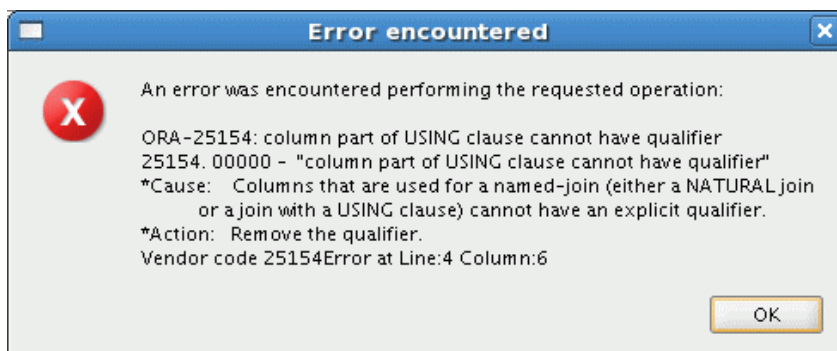 Error encountered
An error was encountered performing the requested operation:
ORA-25154: column part of USING clause cannot have qualifier
25154. 00000 - "column part of USING clause cannot have qualifier"
*Cause: Columns that are used for a named-join (either a NATURAL join
or a join with a USING clause) cannot have an explicit qualifier.
*Action: Remove the qualifier.
Vendor code 25154Error at Line:4 Column:6
OK